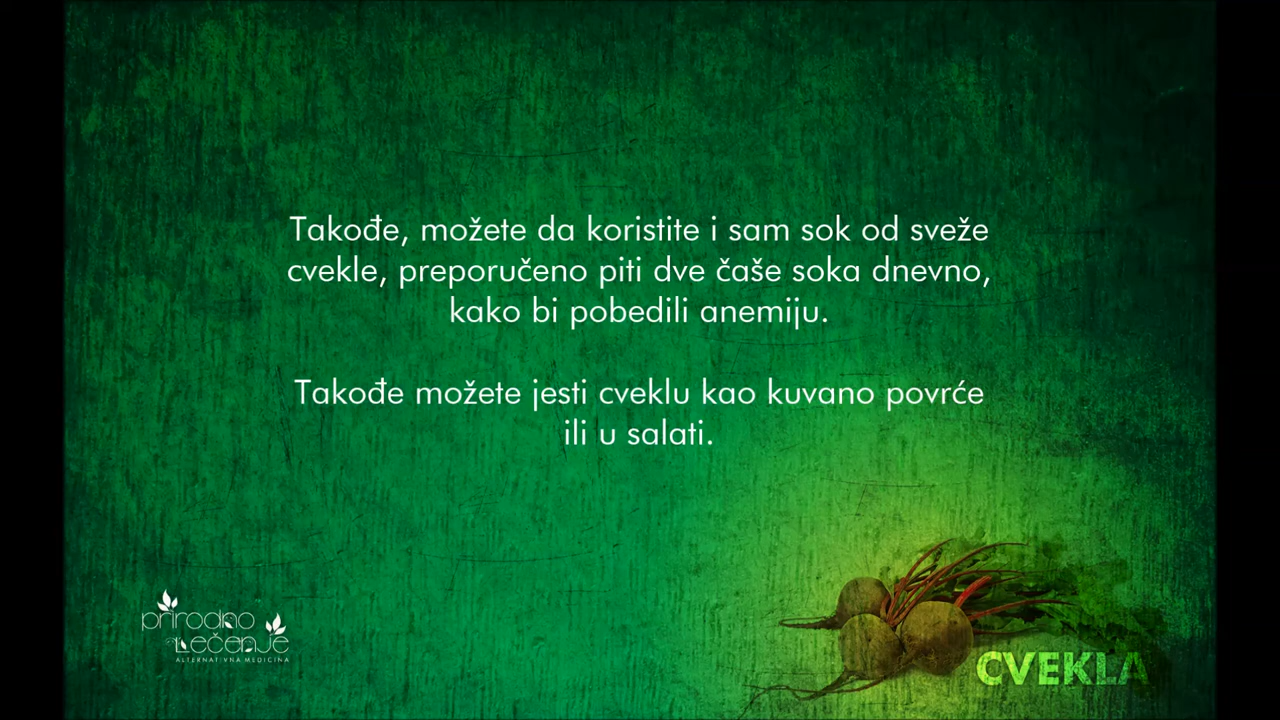 Takođe, možete da koristite i sam sok od sveže
cvekle, preporučeno piti dve čaše soka dnevno,
kako bi pobedili anemiju.
Takođe možete jesti cveklu kao kuvano povrće
ili u salati.
prirodno
Lečenje
ALTERNATIVNA MEDICINA
CVEKLA